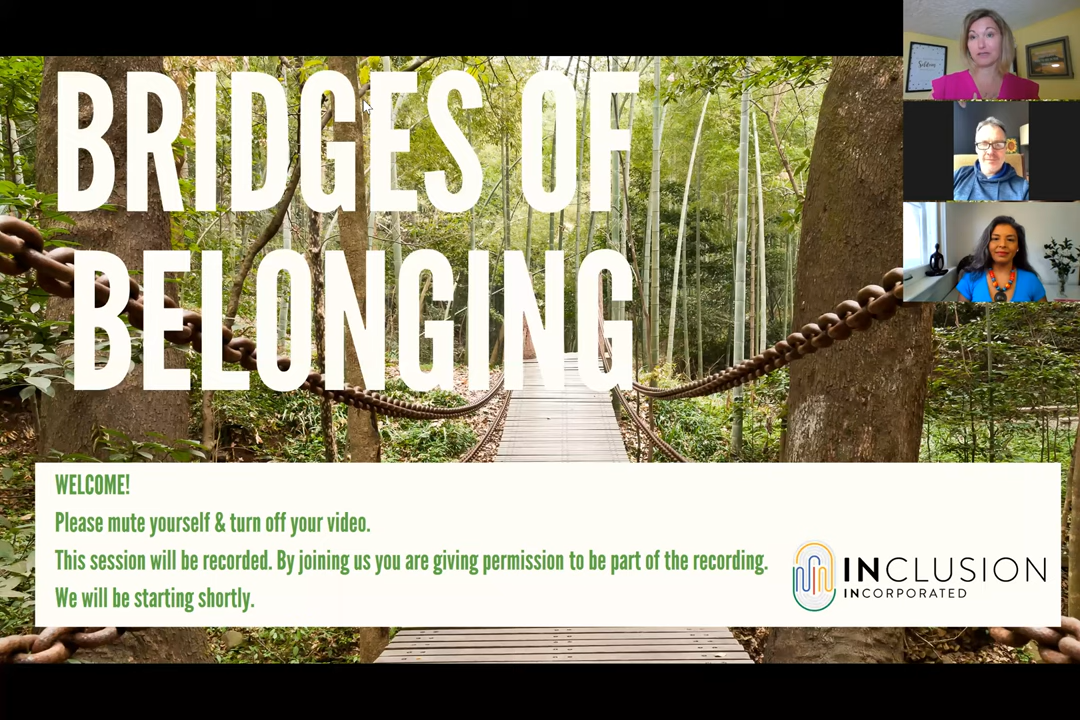 BRIDGES OF
BELONGING
WELCOME!
Please mute yourself & turn off your video.
This session will be recorded. By joining us you are giving permission to be part of the recording.
We will be starting shortly.
INCLUSION
INCORPORATED